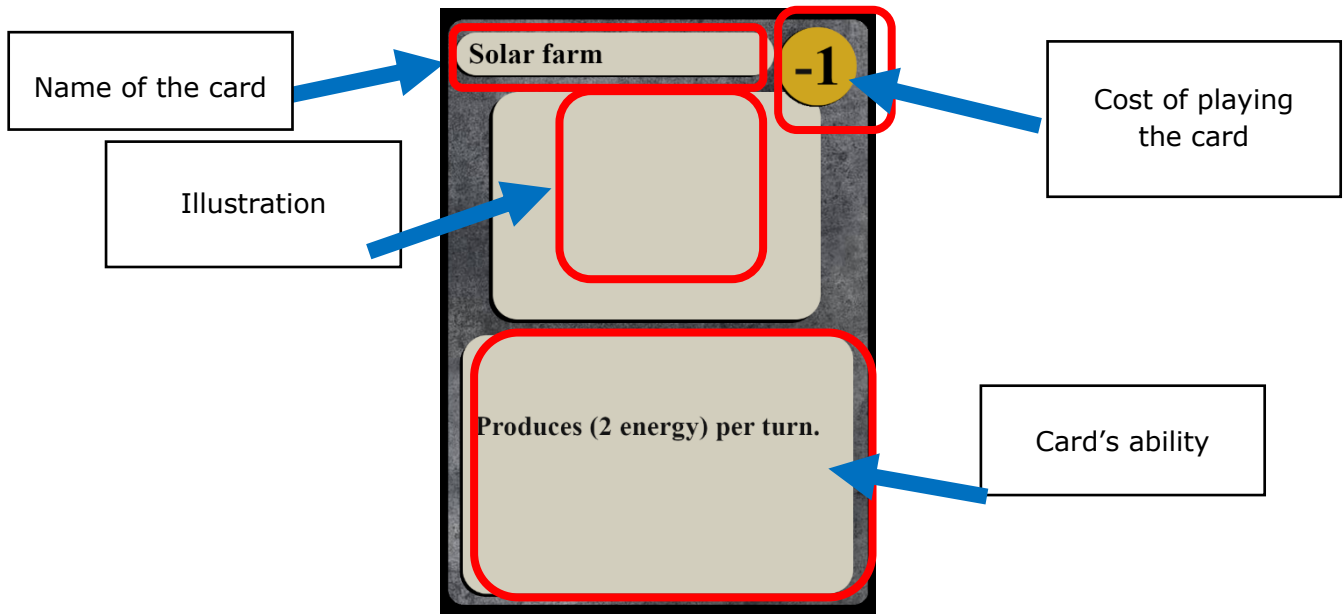 Name of the card
Solar farm
-1
Cost of playing
the card
Illustration
Produces (2 energy) per turn.
Card’s ability